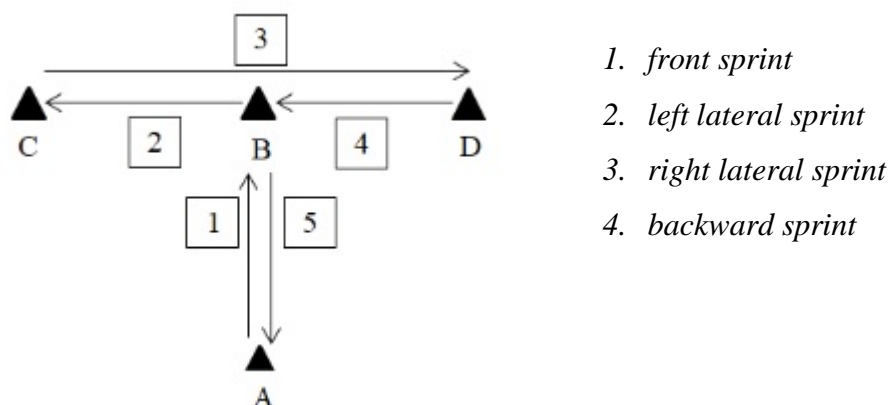 3
C
2
B
4
D
1
5
A
1. front sprint
2. left lateral sprint
3. right lateral sprint
4. backward sprint